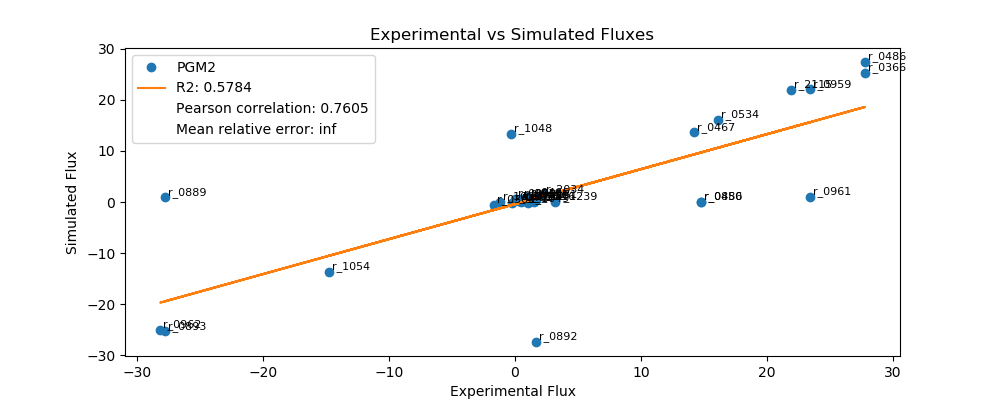 Experimental vs Simulated Fluxes
PGM2
R2: 0.5784
Pearson correlation: 0.7605
Mean relative error: inf
r_0486
r_0366
r_2115
r_0959
r_0534
r_0467
r_1048
r_0889
r_2034
r_0961
r_1054
r_0962
r_0893
r_0892
30
20
10
0
−10
−20
−30
Simulated Flux
−30
−20
−10
0
10
20
30
Experimental Flux